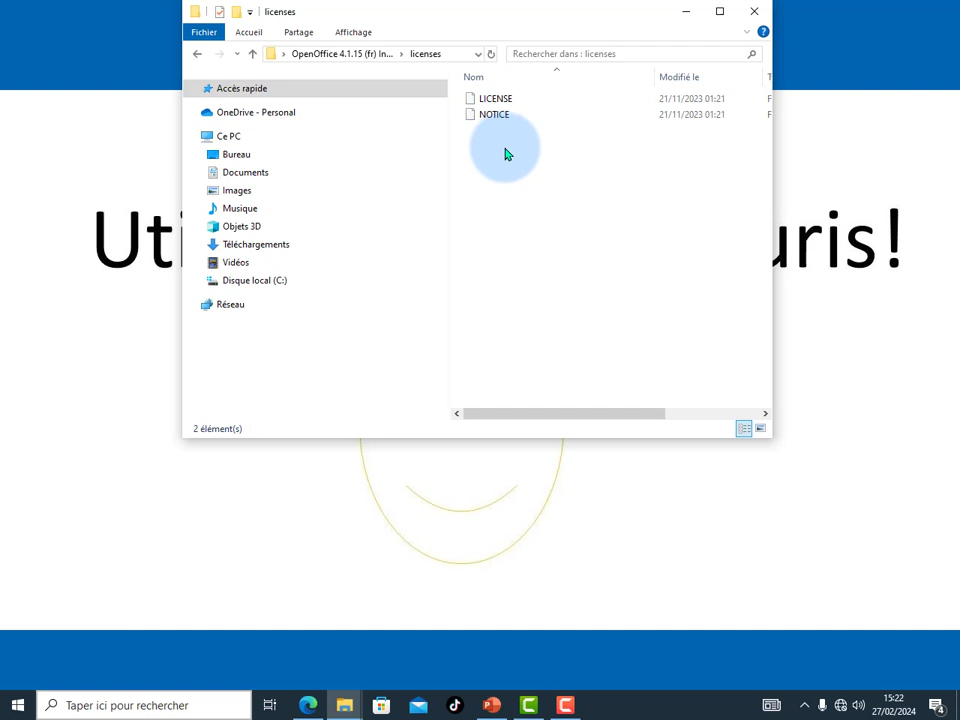 licenses
Fichier Accueil Partage Affichage
OpenOffice 4.1.15 (fr) In... licenses Rechercher dans : licenses
Accès rapide
OneDrive - Personal
Ce PC
Bureau
Documents
Images
Musique
Objets 3D
Téléchargements
Vidéos
Disque local (C:)
Réseau
Nom Modifié le T
LICENSE 21/11/2023 01:21 F
NOTICE 21/11/2023 01:21 F
2 élément(s)
Uti uris!
Taper ici pour rechercher
15:22
27/02/2024
4